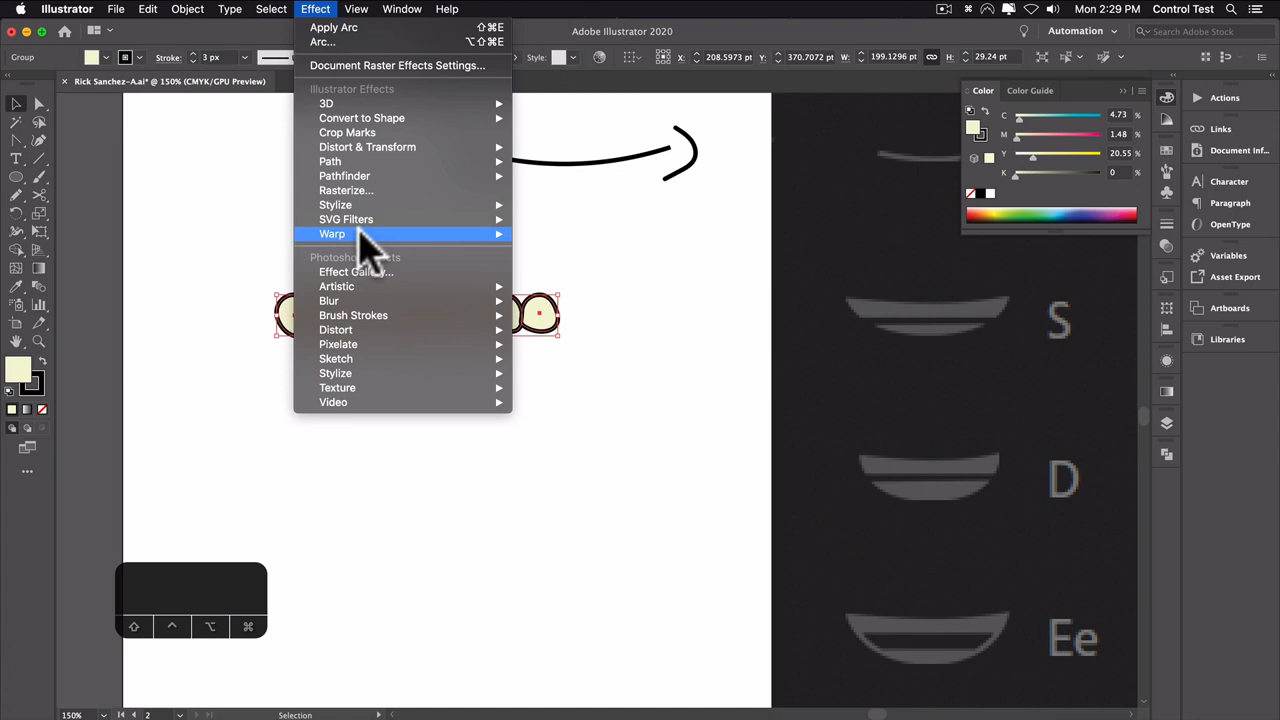 Illustrator File Edit Object Type Select Effect View Window Help Mon 2:29 PM Control Test
Adobe Illustrator 2020 Automation Search Adobe Stock
Group Stroke: 3 px Style: X: 208.5973 pt Y: 370.7072 pt W: 199.1296 pt H: 29.24 pt
Rick Sanchez-A.ai* @ 150% (CMYK/GPU Preview)
Apply Arc ⇧⌘E
Arc... ⌥⇧⌘E
Document Raster Effects Settings...
Illustrator Effects
3D
Convert to Shape
Crop Marks
Distort & Transform
Path
Pathfinder
Rasterize...
Stylize
SVG Filters
Warp
Effect Gallery...
Artistic
Blur
Brush Strokes
Distort
Pixelate
Sketch
Stylize
Texture
Video
Color Color Guide
C 4.73 %
M 1.48 %
Y 20.55 %
K 0 %
Actions
Links
Document Inf...
Character
Paragraph
OpenType
Variables
Asset Export
Artboards
Libraries
S
D
Ee
⇧ ^ ⌥ ⌘
150% 2 Selection